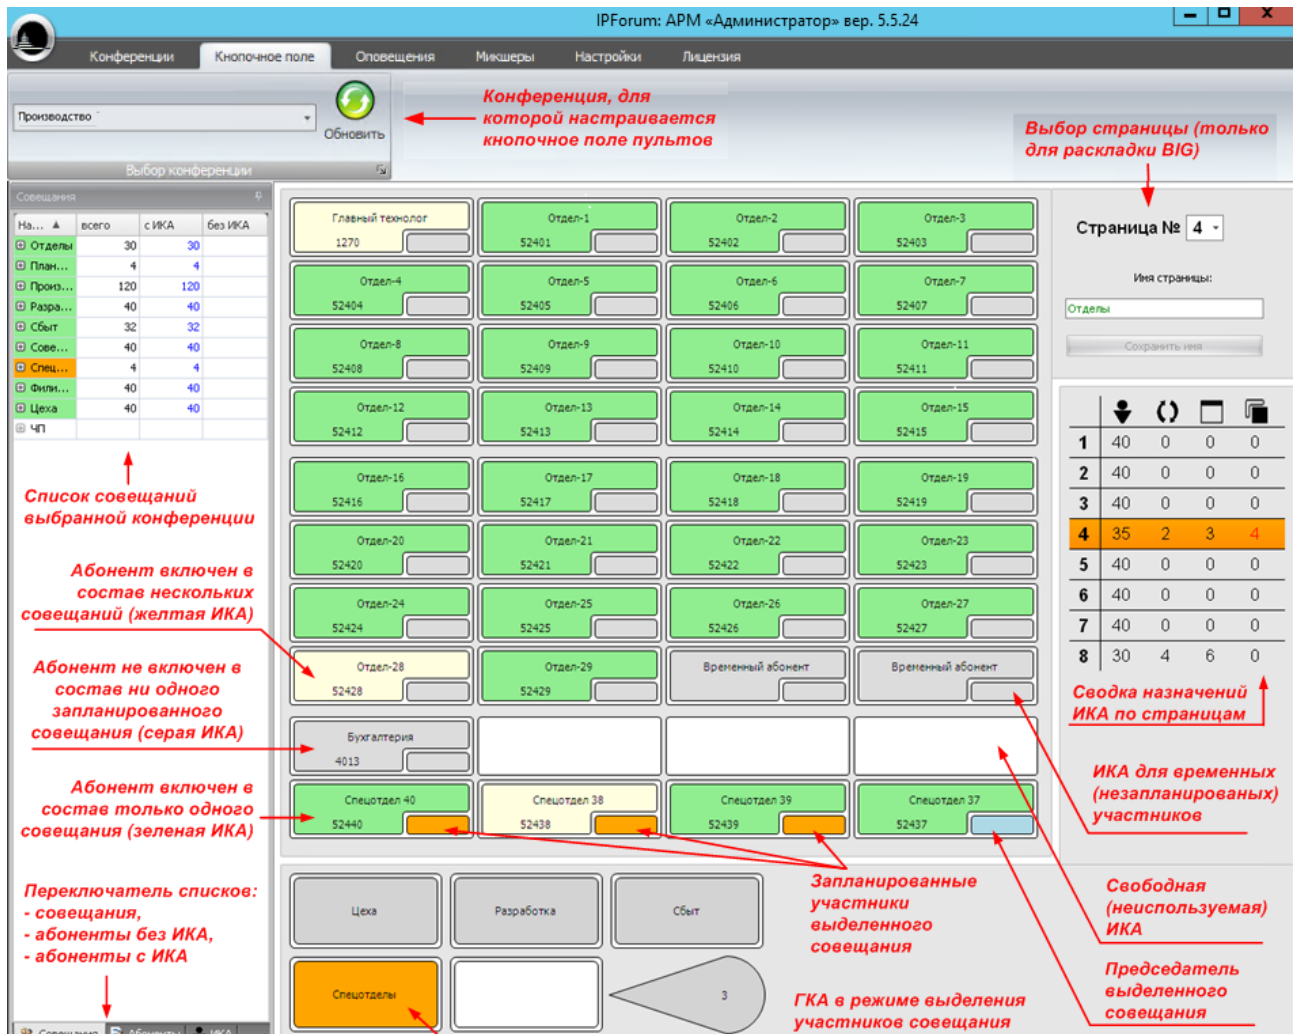 IPForum: АРМ «Администратор» вер. 5.5.24
Конференции Кнопочное поле Оповещения Микшеры Настройки Лицензия
Производство
Обновить
Выбор конференции
Конференция, для
которой настраивается
кнопочное поле пультов
Выбор страницы (только
для раскладки BIG)
Совещания
На... всего с ИКА без ИКА
Отделы 30 30
План... 4 4
Произ... 120 120
Разра... 40 40
Сбыт 32 32
Сове... 40 40
Спец... 4 4
Фили... 40 40
Цеха 40 40
ЧП
Список совещаний
выбранной конференции
Абонент включен в
состав нескольких
совещаний (желтая ИКА)
Абонент не включен в
состав ни одного
запланированного
совещания (серая ИКА)
Абонент включен в
состав только одного
совещания (зеленая ИКА)
Переключатель списков:
- совещания,
- абоненты без ИКА,
- абоненты с ИКА
Совещания Абоненты ИКА
Главный технолог Отдел-1 Отдел-2 Отдел-3
1270 52401 52402 52403
Отдел-4 Отдел-5 Отдел-6 Отдел-7
52404 52405 52406 52407
Отдел-8 Отдел-9 Отдел-10 Отдел-11
52408 52409 52410 52411
Отдел-12 Отдел-13 Отдел-14 Отдел-15
52412 52413 52414 52415
Отдел-16 Отдел-17 Отдел-18 Отдел-19
52416 52417 52418 52419
Отдел-20 Отдел-21 Отдел-22 Отдел-23
52420 52421 52422 52423
Отдел-24 Отдел-25 Отдел-26 Отдел-27
52424 52425 52426 52427
Отдел-28 Отдел-29 Временный абонент Временный абонент
52428 52429
Бухгалтерия
4013
Спецотдел 40 Спецотдел 38 Спецотдел 39 Спецотдел 37
52440 52438 52439 52437
Цеха Разработка Сбыт
Спецотделы 3
Запланированные
участники
выделенного
совещания
ГКА в режиме выделения
участников совещания
Страница № 4
Имя страницы:
Отделы
Сохранить имя
1 40 0 0 0
2 40 0 0 0
3 40 0 0 0
4 35 2 3 4
5 40 0 0 0
6 40 0 0 0
7 40 0 0 0
8 30 4 6 0
Сводка назначений
ИКА по страницам
ИКА для временных
(незапланированых)
участников
Свободная
(неиспользуемая)
ИКА
Председатель
выделенного
совещания